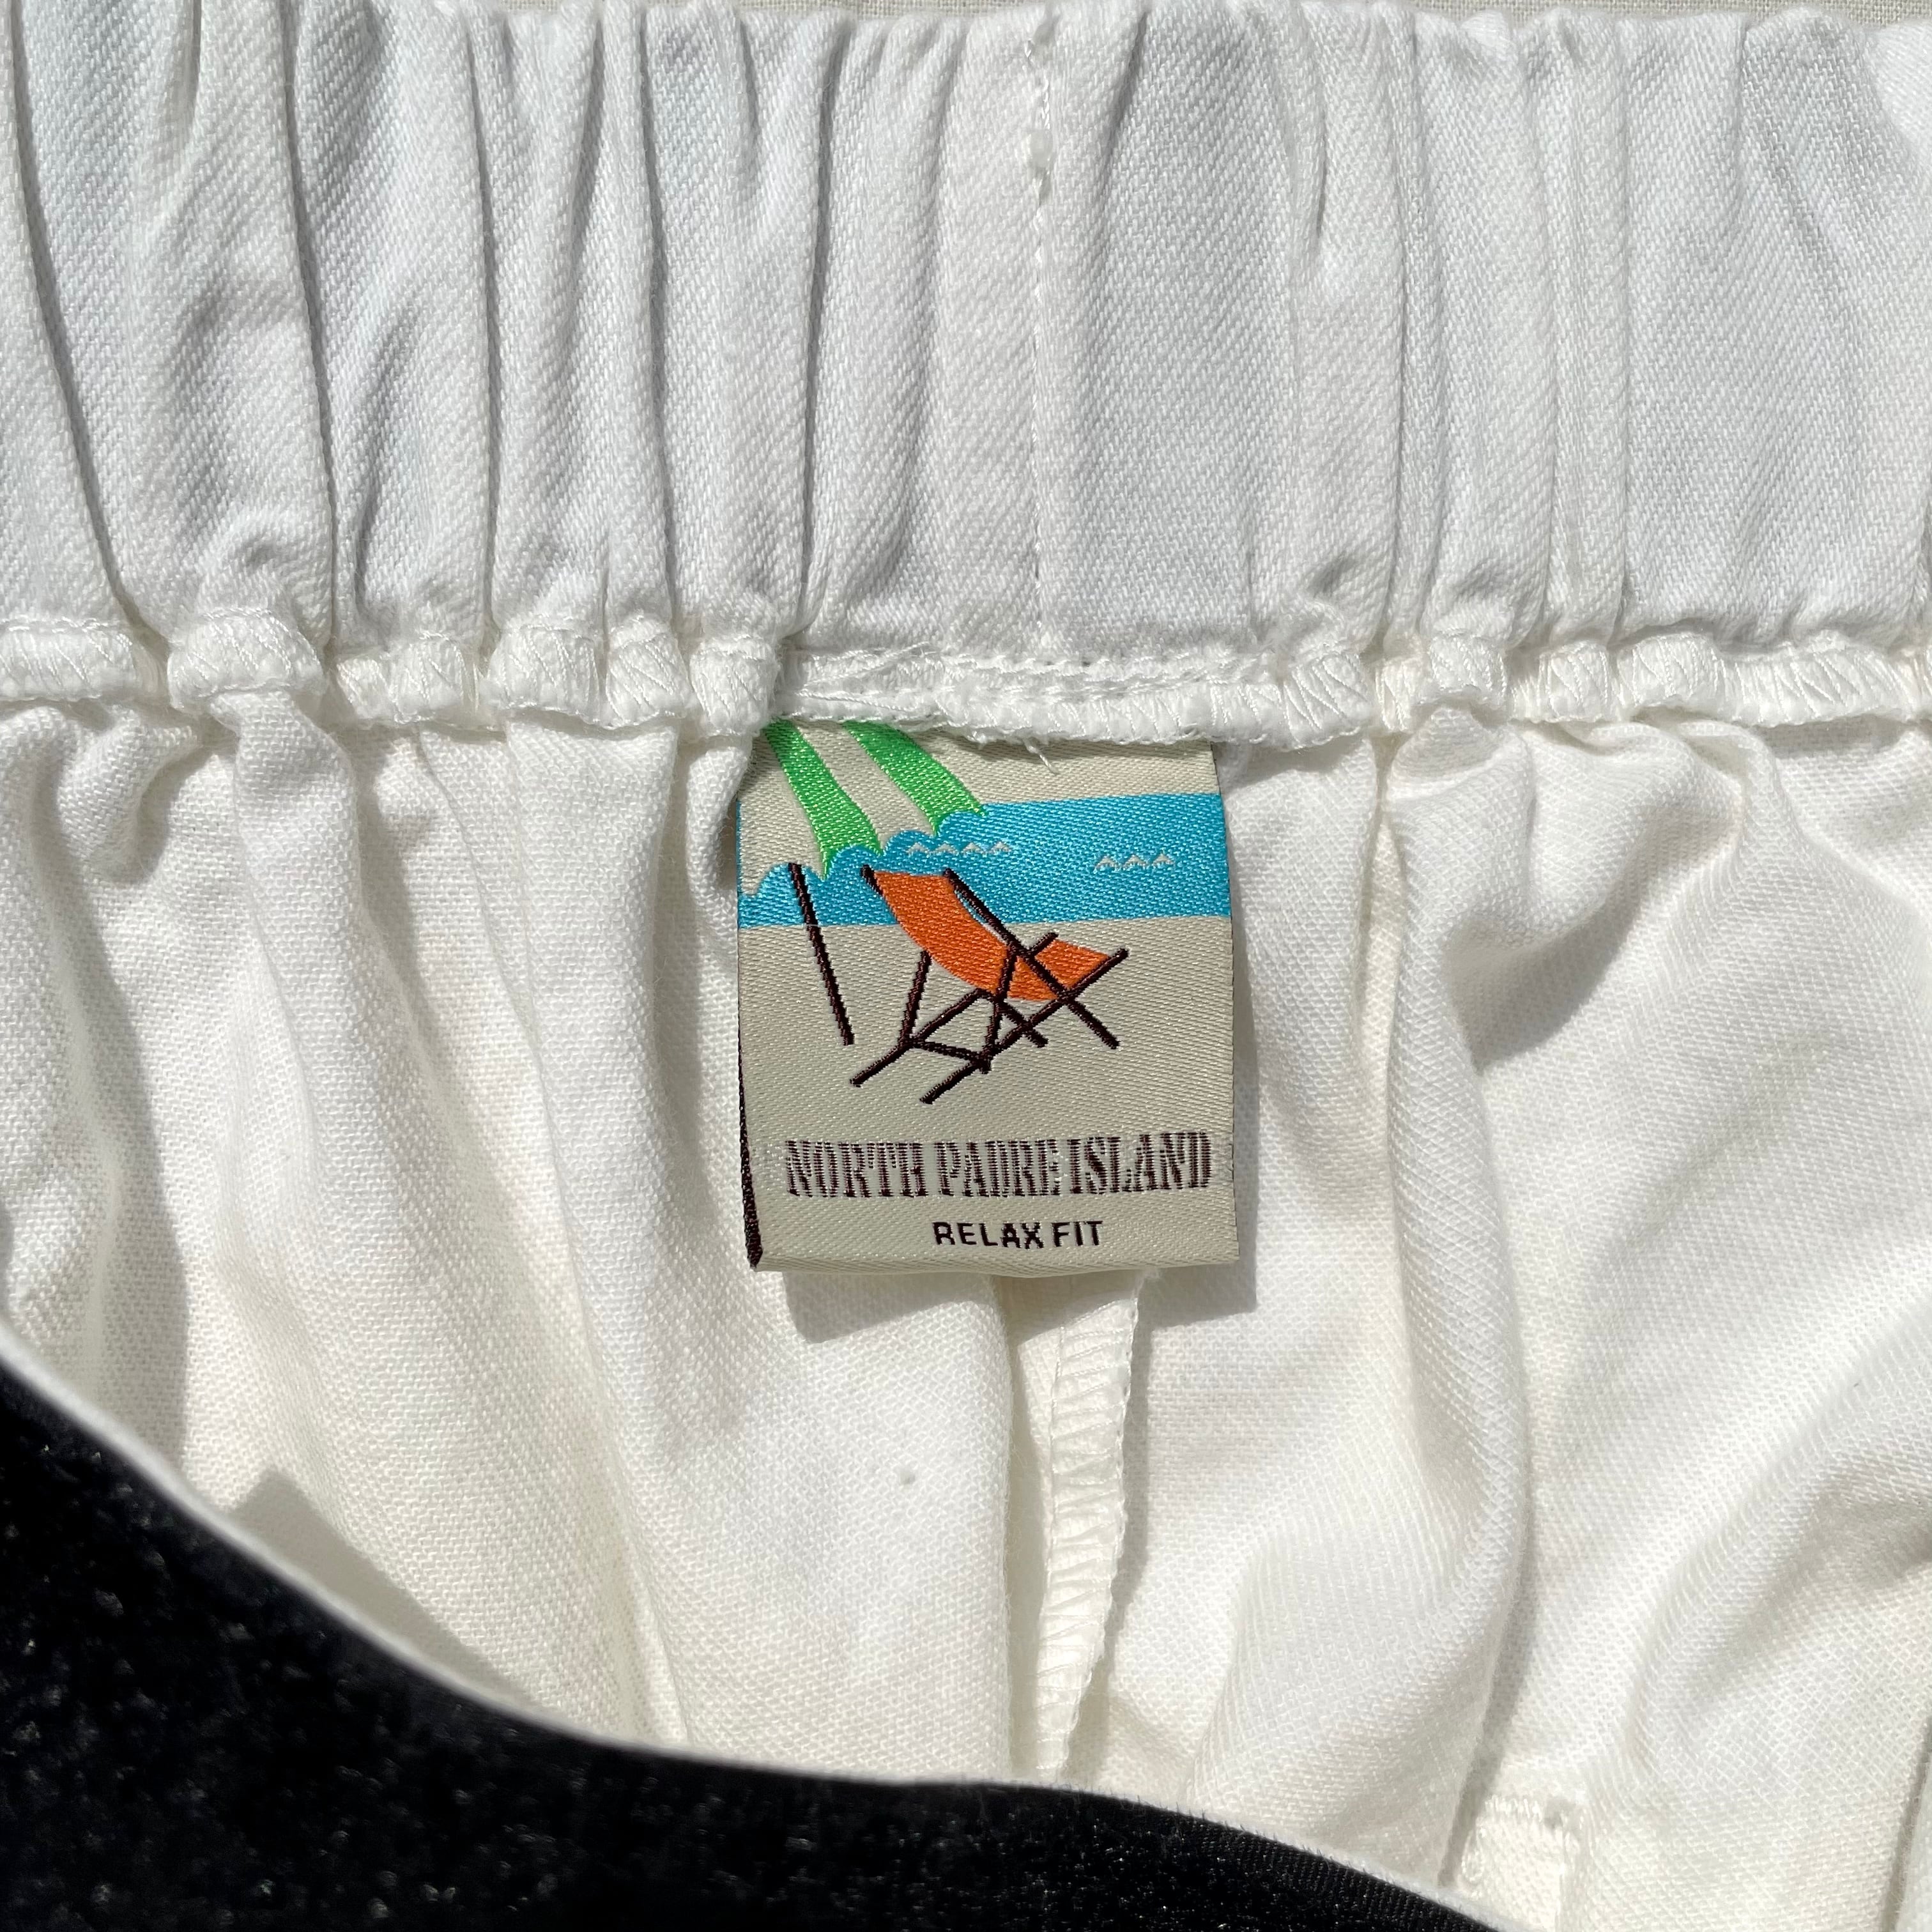 NORTH PADRE ISLAND
RELAX FIT